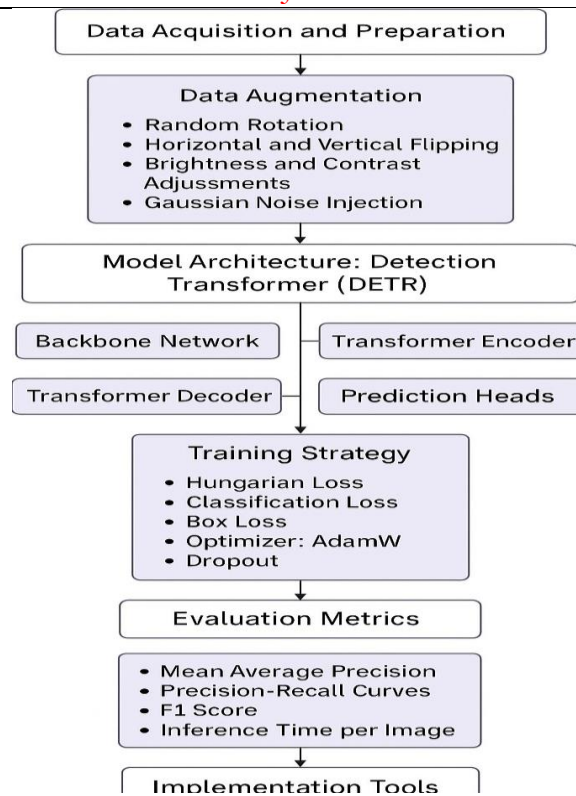 Data Acquisition and Preparation
Data Augmentation
• Random Rotation
• Horizontal and Vertical Flipping
• Brightness and Contrast
Adjussments
• Gaussian Noise Injection
Model Architecture: Detection
Transformer (DETR)
Backbone Network
Transformer Encoder
Transformer Decoder
Prediction Heads
Training Strategy
• Hungarian Loss
• Classification Loss
• Box Loss
• Optimizer: AdamW
• Dropout
Evaluation Metrics
• Mean Average Precision
• Precision-Recall Curves
• F1 Score
• Inference Time per Image
Implementation Tools